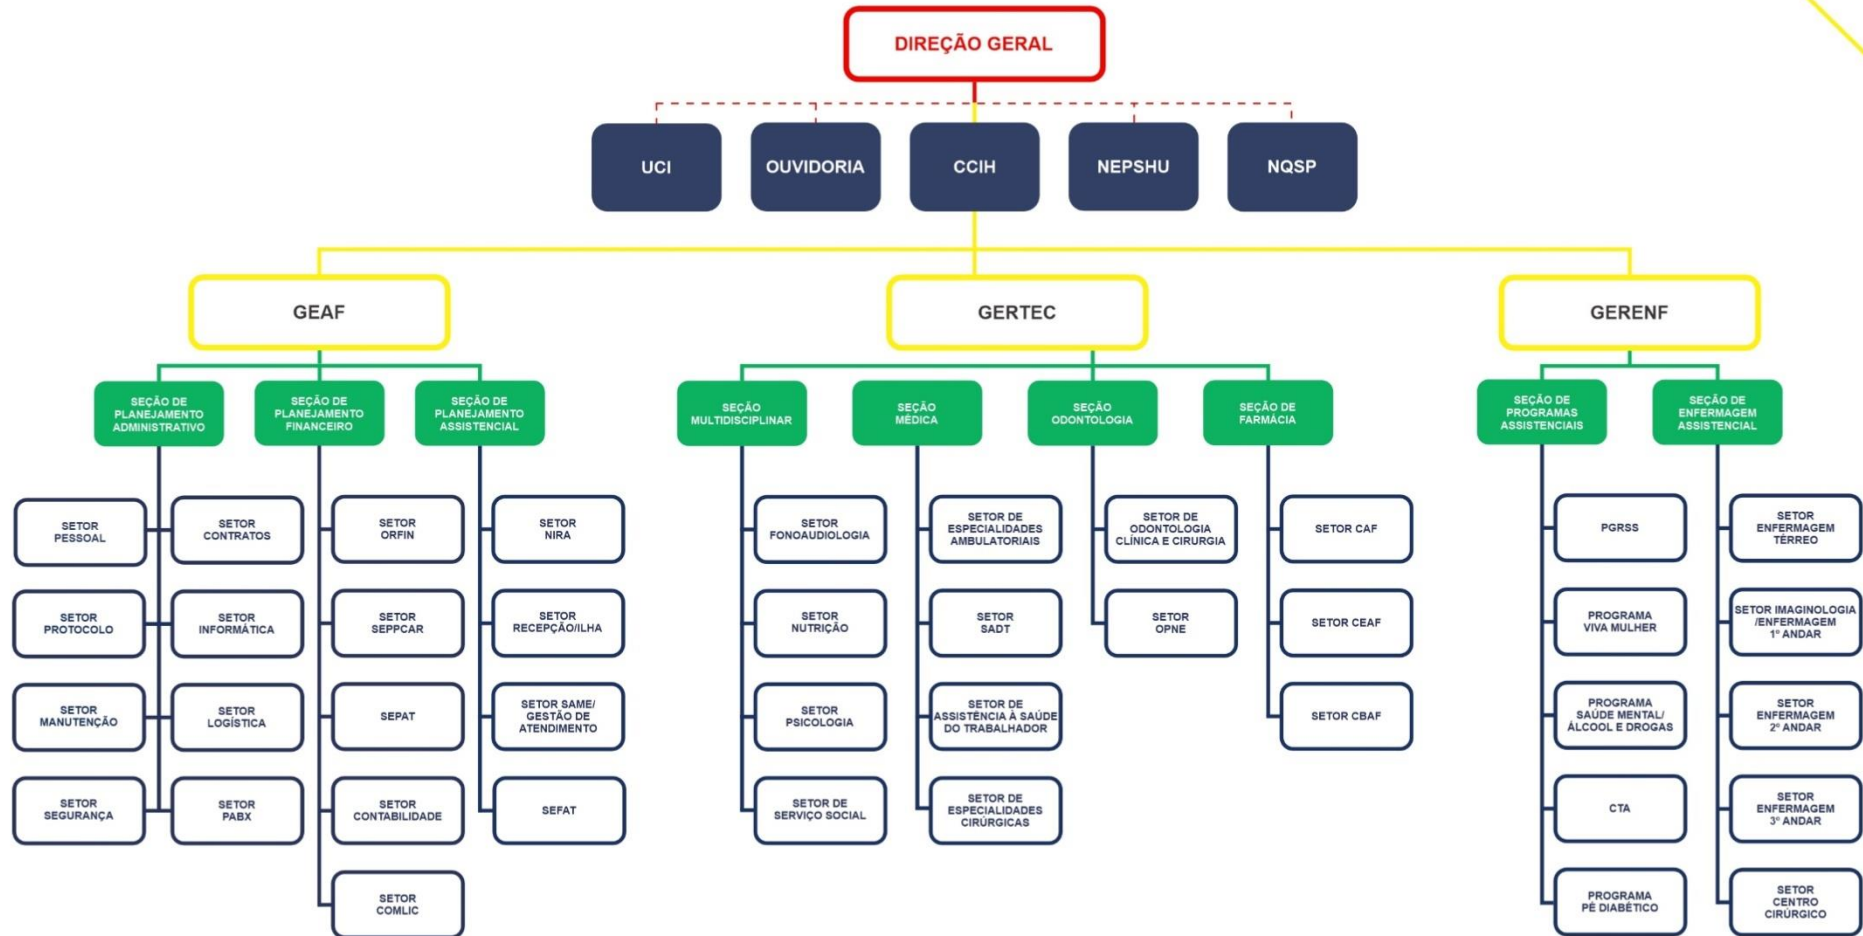 DIREÇÃO GERAL
UCI
OUVIDORIA
CCIH
NEPSHU
NQSP
GEAF
GERTEC
GERENF
SEÇÃO DE
PLANEJAMENTO
ADMINISTRATIVO
SEÇÃO DE
PLANEJAMENTO
FINANCEIRO
SEÇÃO DE
PLANEJAMENTO
ASSISTENCIAL
SEÇÃO
MULTIDISCIPLINAR
SEÇÃO
MÉDICA
SEÇÃO
ODONTOLOGIA
SEÇÃO DE
FARMÁCIA
SEÇÃO DE
PROGRAMAS
ASSISTENCIAIS
SEÇÃO DE
ENFERMAGEM
ASSISTENCIAL
SETOR
PESSOAL
SETOR
CONTRATOS
SETOR
ORFIN
SETOR
NIRA
SETOR
FONOAUDIOLOGIA
SETOR DE
ESPECIALIDADES
AMBULATORIAIS
SETOR DE
ODONTOLOGIA
CLÍNICA E CIRURGIA
SETOR CAF
PGRSS
SETOR
ENFERMAGEM
TÉRREO
SETOR
PROTOCOLO
SETOR
INFORMÁTICA
SETOR
SEPPCAR
SETOR
RECEPÇÃO/ILHA
SETOR
NUTRIÇÃO
SETOR
SADT
SETOR
OPNE
SETOR CEAF
PROGRAMA
VIVA MULHER
SETOR IMAGINOLOGIA
/ENFERMAGEM
1º ANDAR
SETOR
MANUTENÇÃO
SETOR
LOGÍSTICA
SEPAT
SETOR SAME/
GESTÃO DE
ATENDIMENTO
SETOR
PSICOLOGIA
SETOR DE
ASSISTÊNCIA À SAÚDE
DO TRABALHADOR
SETOR CBAF
PROGRAMA
SAÚDE MENTAL/
ÁLCOOL E DROGAS
SETOR
ENFERMAGEM
2º ANDAR
SETOR
SEGURANÇA
SETOR
PABX
SETOR
CONTABILIDADE
SEFAT
SETOR DE
SERVIÇO SOCIAL
SETOR DE
ESPECIALIDADES
CIRÚRGICAS
CTA
SETOR
ENFERMAGEM
3º ANDAR
SETOR
COMLIC
PROGRAMA
PÉ DIABÉTICO
SETOR
CENTRO
CIRÚRGICO